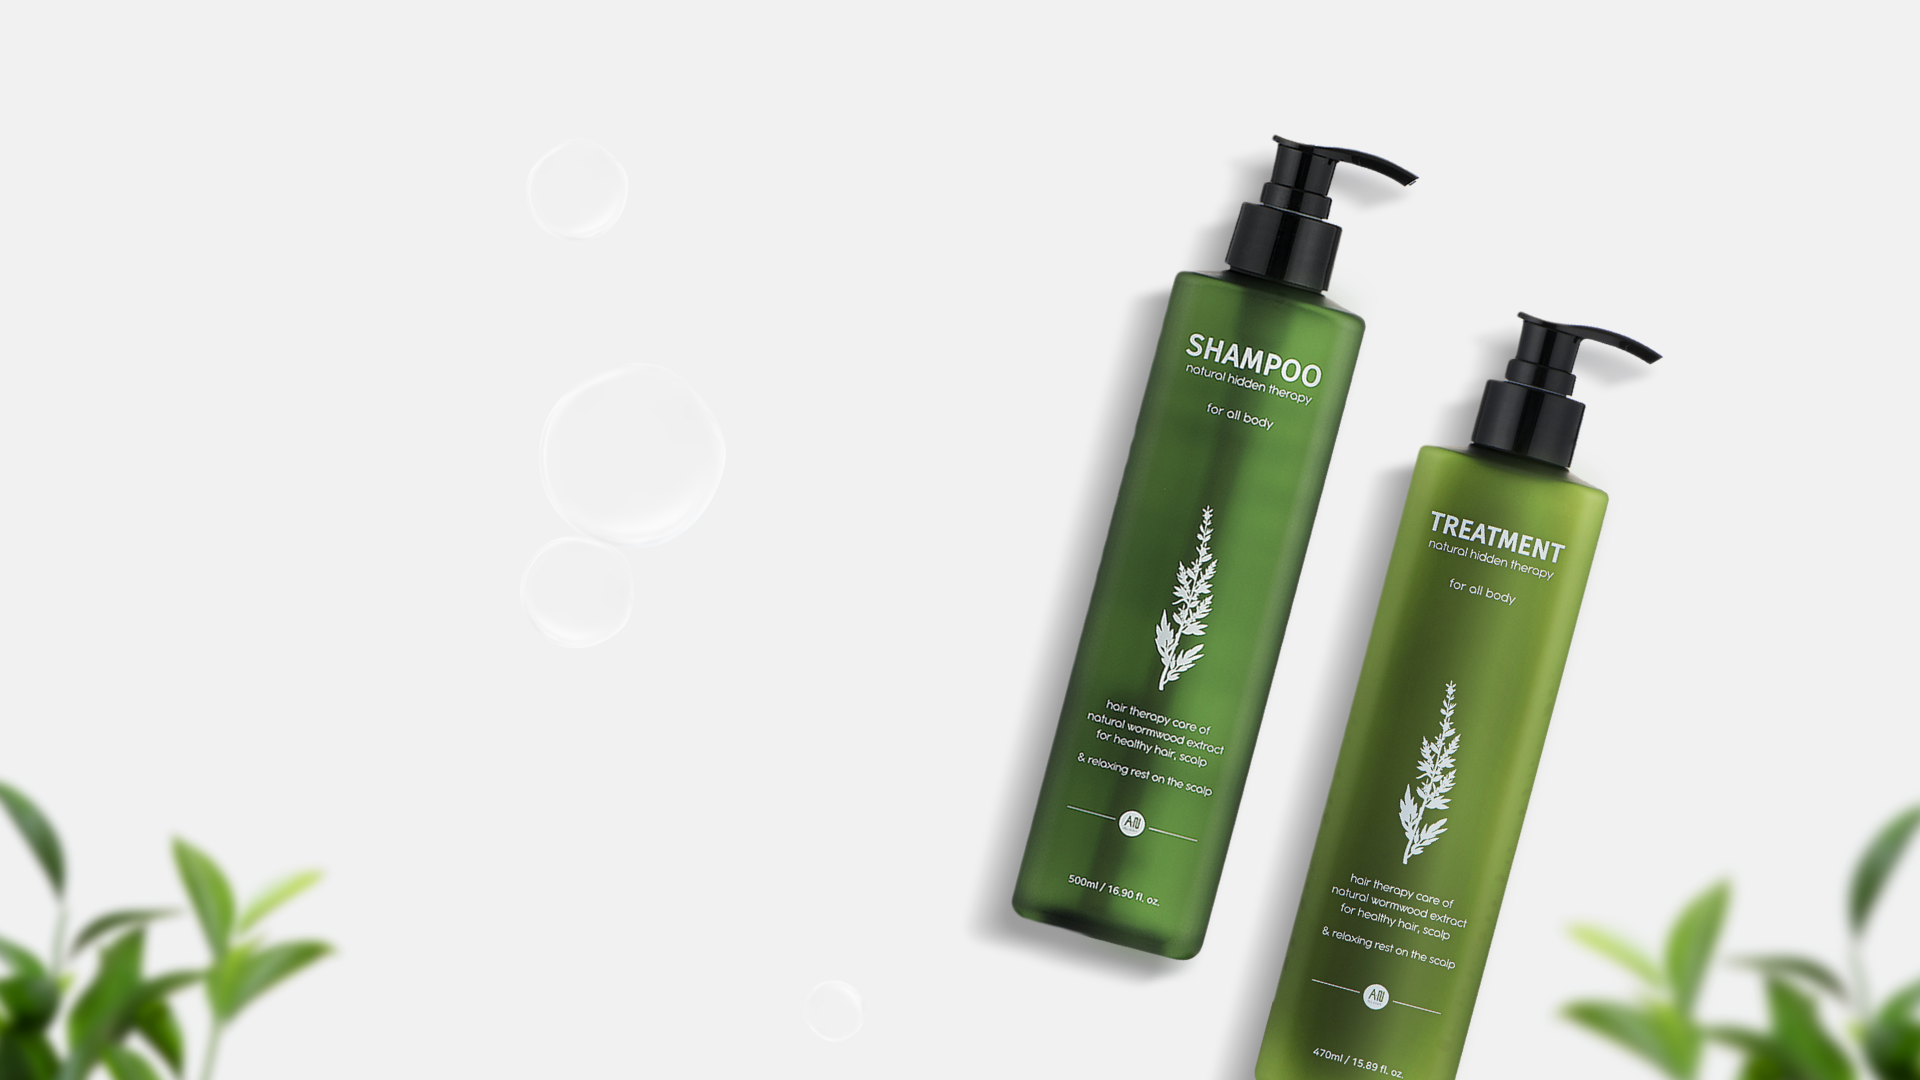 SHAMPOO
natural hidden therapy
for all body
hair therapy care of
natural wormwood extract
for healthy hair, scalp
& relaxing rest on the scalp
500ml / 16.90 fl. oz.
TREATMENT
natural hidden therapy
for all body
hair therapy care of
natural wormwood extract
for healthy hair, scalp
& relaxing rest on the scalp
470ml / 15.89 fl. oz.